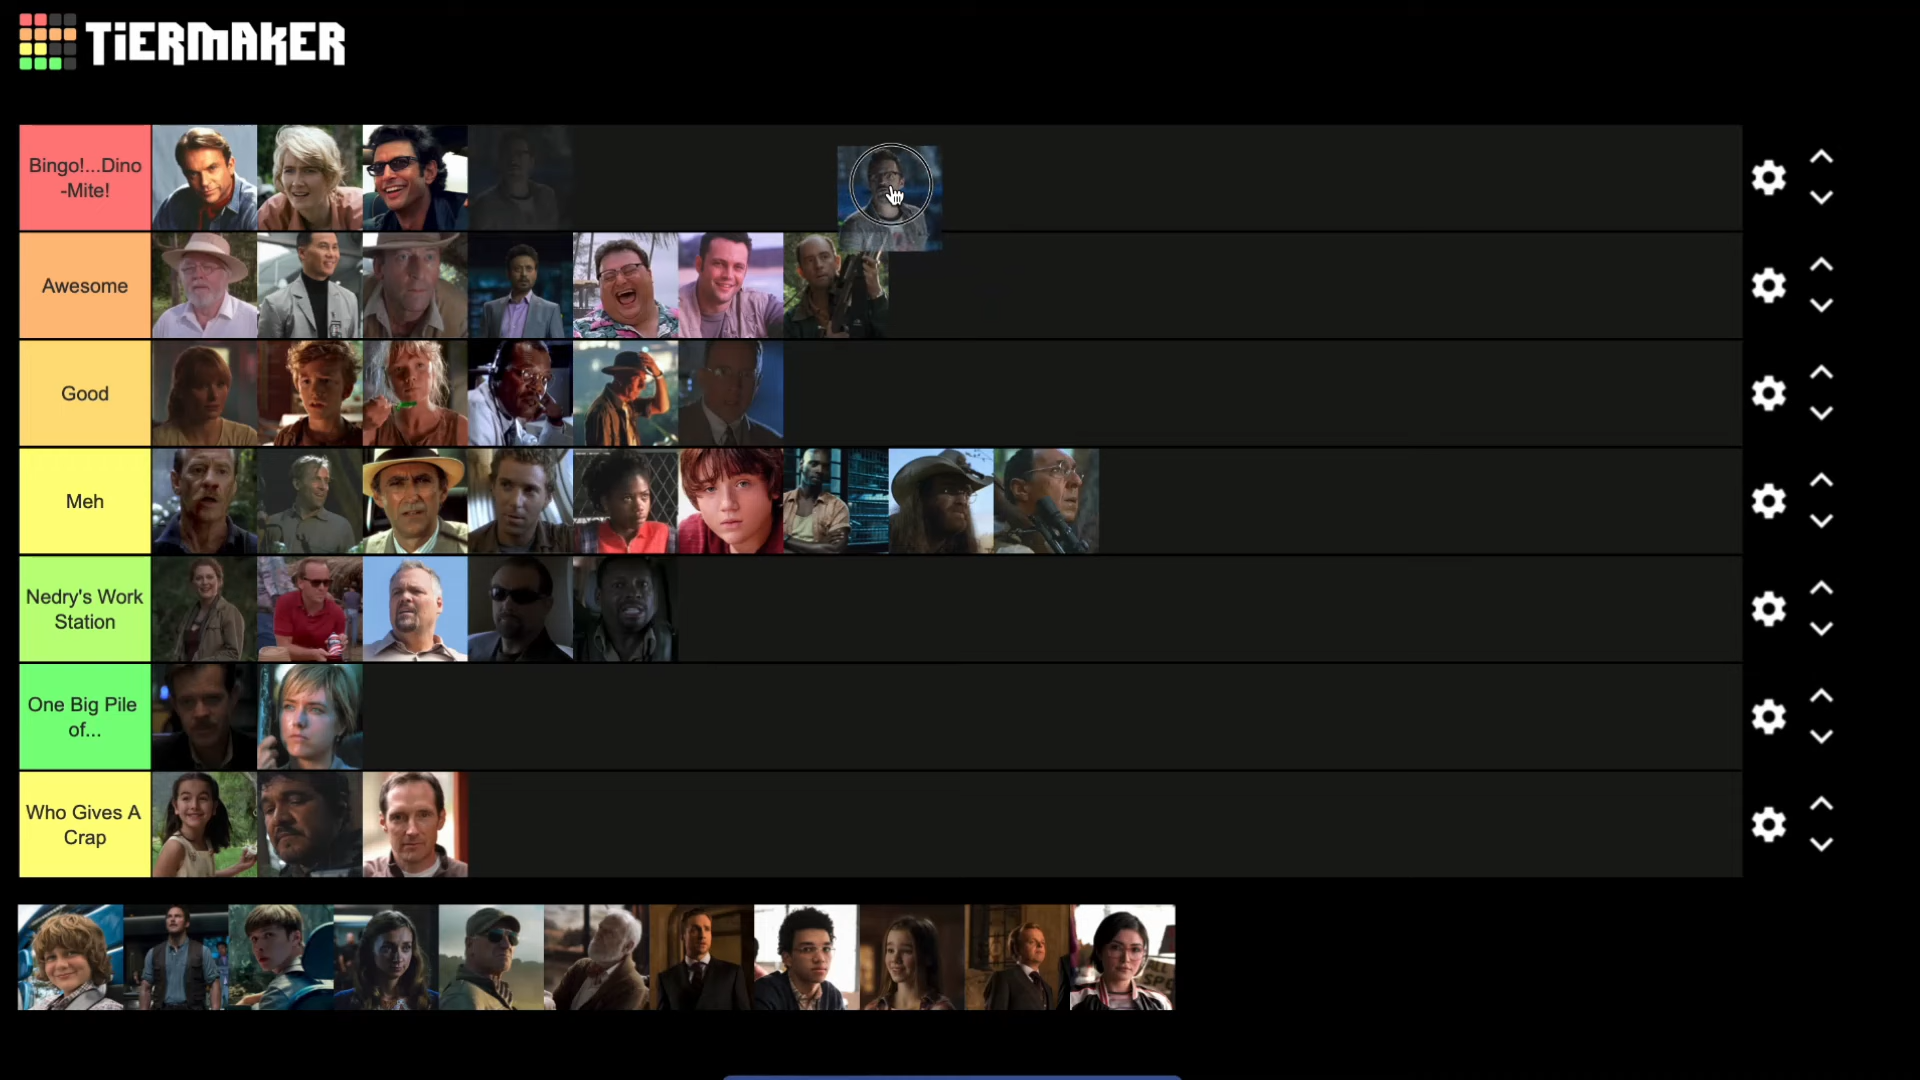 TiERMAKER
Bingo!...Dino
-Mite!
Awesome
Good
Meh
Nedry's Work
Station
One Big Pile
of...
Who Gives A
Crap